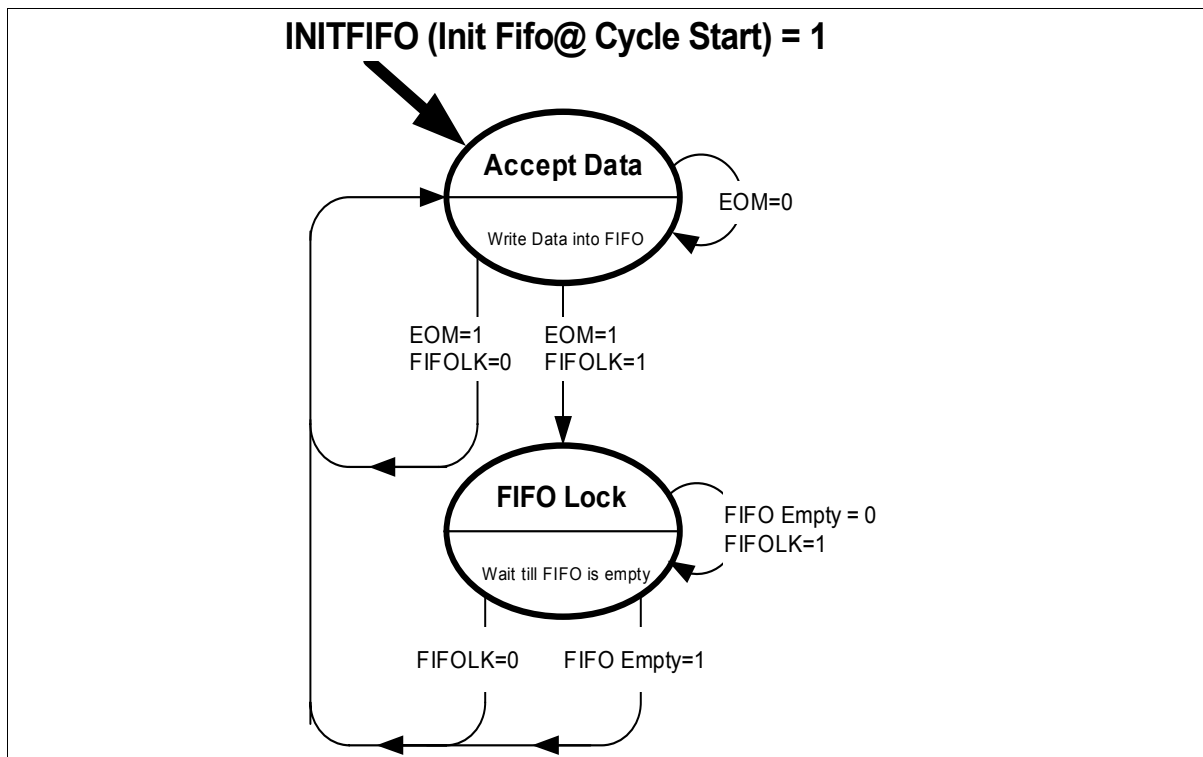 INITFIFO (Init Fifo@ Cycle Start) = 1
Accept Data
EOM=0
Write Data into FIFO
EOM=1
FIFOLK=0
EOM=1
FIFOLK=1
FIFO Lock
FIFO Empty = 0
FIFOLK=1
Wait till FIFO is empty
FIFOLK=0
FIFO Empty=1